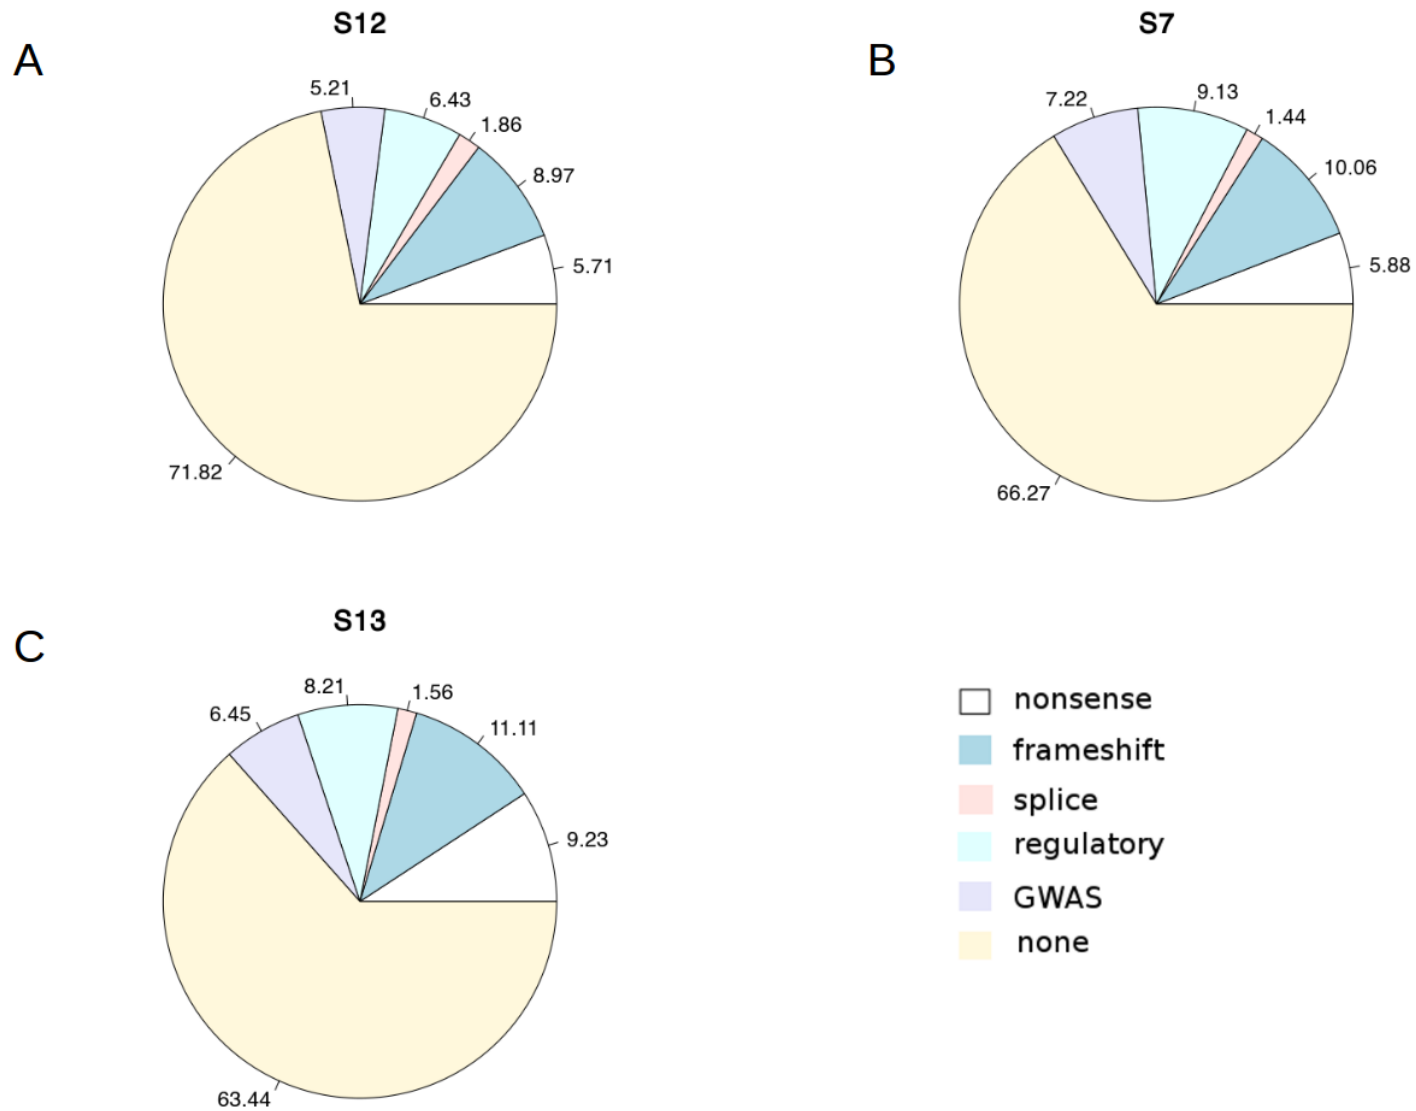 S12
S7
A
B
5.21
6.43
1.86
8.97
5.71
71.82
7.22
9.13
1.44
10.06
5.88
66.27
S13
C
6.45
8.21
1.56
11.11
9.23
63.44
nonsense
frameshift
splice
regulatory
GWAS
none